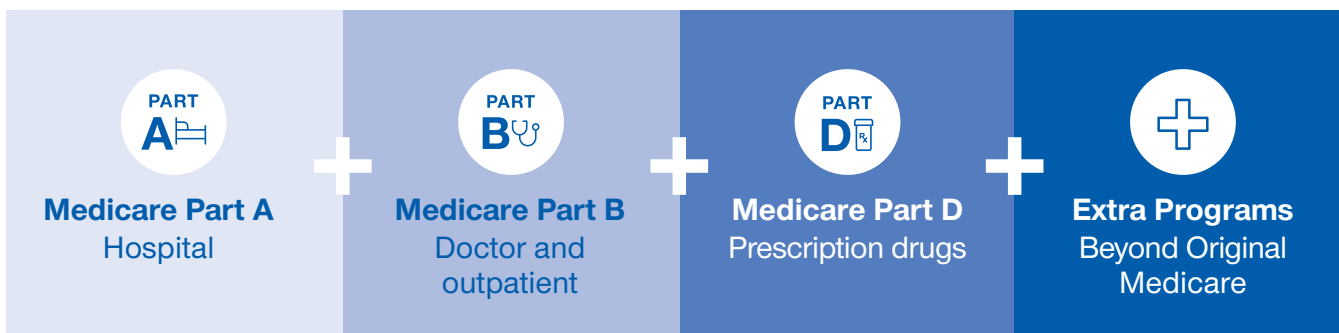 PART
A
Medicare Part A
Hospital
PART
B
Medicare Part B
Doctor and
outpatient
PART
D
Rx
Medicare Part D
Prescription drugs
Extra Programs
Beyond Original
Medicare